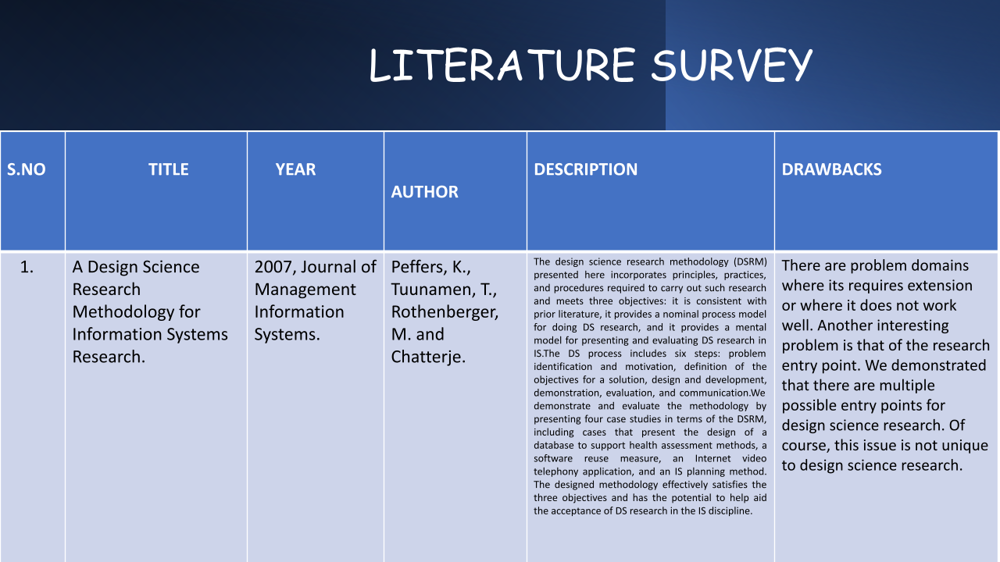 LITERATURE SURVEY
S.NO
TITLE
YEAR
AUTHOR
DESCRIPTION
DRAWBACKS
1.
A Design Science
Research
Methodology for
Information Systems
Research.
2007, Journal of
Management
Information
Systems.
Peffers, K.,
Tuunamen, T.,
Rothenberger,
M. and
Chatterje.
The design science research methodology (DSRM)
presented here incorporates principles, practices,
and procedures required to carry out such research
and meets three objectives: it is consistent with
prior literature, it provides a nominal process model
for doing DS research, and it provides a mental
model for presenting and evaluating DS research in
IS.The DS process includes six steps: problem
identification and motivation, definition of the
objectives for a solution, design and development,
demonstration, evaluation, and communication.We
demonstrate and evaluate the methodology by
presenting four case studies in terms of the DSRM,
including cases that present the design of a
database to support health assessment methods, a
software reuse measure, an Internet video
telephony application, and an IS planning method.
The designed methodology effectively satisfies the
three objectives and has the potential to help aid
the acceptance of DS research in the IS discipline.
There are problem domains
where its requires extension
or where it does not work
well. Another interesting
problem is that of the research
entry point. We demonstrated
that there are multiple
possible entry points for
design science research. Of
course, this issue is not unique
to design science research.